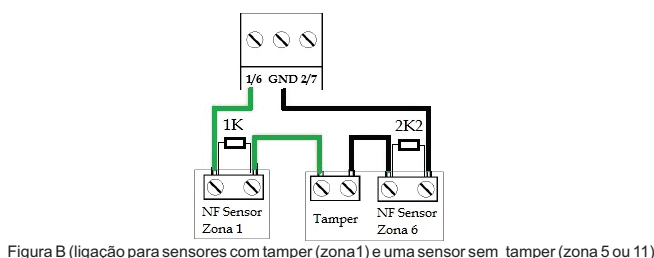 1/6 GND 2/7
1K
2K2
NF Sensor
Zona 1
Tamper
NF Sensor
Zona 6
Figura B (ligação para sensores com tamper (zona1) e uma sensor sem tamper (zona 5 ou 11)